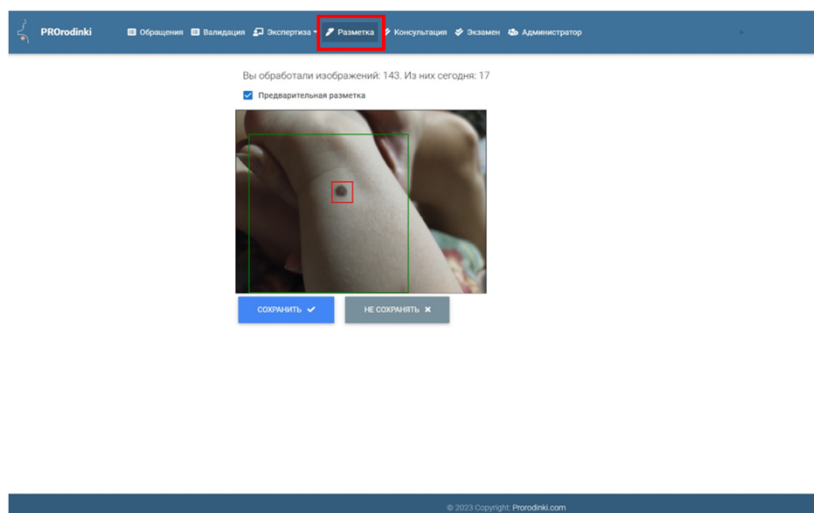 PROrodinki Обращения Валидация Экспертиза Разметка Консультация Экзамен Администратор
Вы обработали изображений: 143. Из них сегодня: 17
Предварительная разметка
СОХРАНИТЬ НЕ СОХРАНЯТЬ
© 2023 Copyright: Prorodinki.com